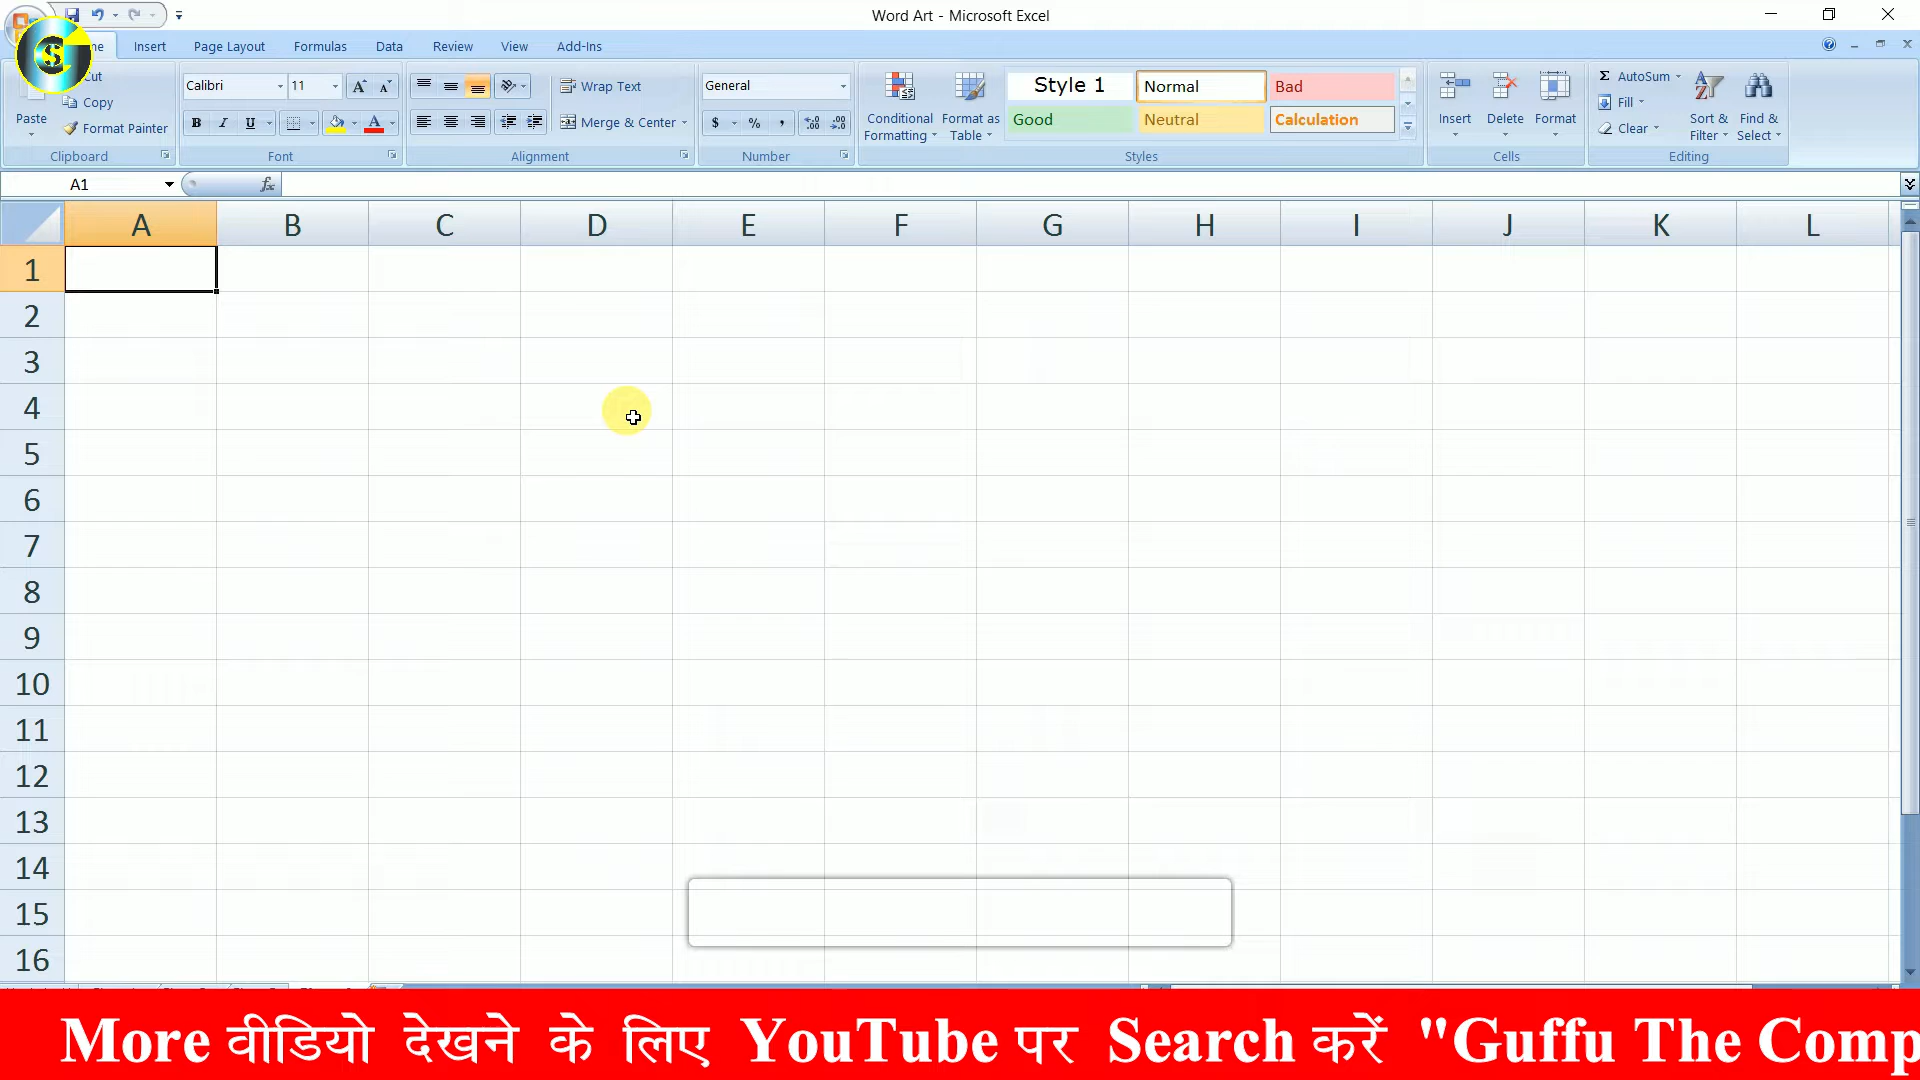 Word Art - Microsoft Excel
Insert Page Layout Formulas Data Review View Add-Ins
Cut Calibri 11 Wrap Text General Style 1 Normal Bad AutoSum
Copy Fill
Paste Format Painter B I U Merge & Center $ % , Conditional Formatting Format as Table Good Neutral Calculation Insert Delete Format Clear Sort & Filter Find & Select
Clipboard Font Alignment Number Styles Cells Editing
A1 fx
A B C D E F G H I J K L
1
2
3
4
5
6
7
8
9
10
11
12
13
14
15
16
More वीडियो देखने के लिए YouTube पर Search करें "Guffu The Comp